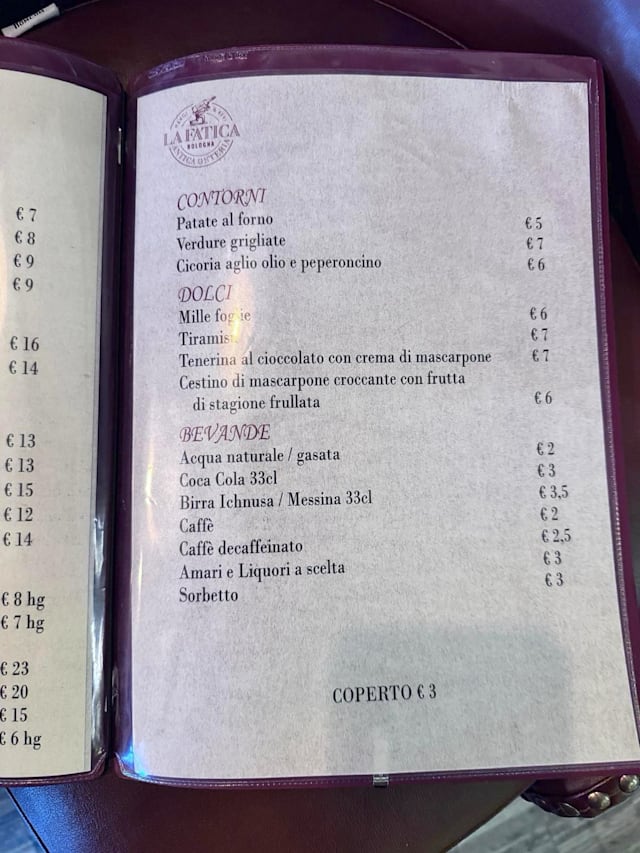 € 7
€ 8
€ 9
€ 9
€ 16
€ 14
€ 13
€ 13
€ 15
€ 12
€ 14
€ 8 hg
€ 7 hg
€ 23
€ 20
€ 15
€ 6 hg
LA FATICA
BOLOGNA
ANTICA OSTERIA
CONTORNI
Patate al forno € 5
Verdure grigliate € 7
Cicoria aglio olio e peperoncino € 6
DOLCI
Mille foglie € 6
Tiramisù € 7
Tenerina al cioccolato con crema di mascarpone € 7
Cestino di mascarpone croccante con frutta
di stagione frullata € 6
BEVANDE
Acqua naturale / gasata € 2
Coca Cola 33cl € 3
Birra Ichnusa / Messina 33cl € 3,5
Caffè € 2
Caffè decaffeinato € 2,5
Amari e Liquori a scelta € 3
Sorbetto € 3
COPERTO € 3